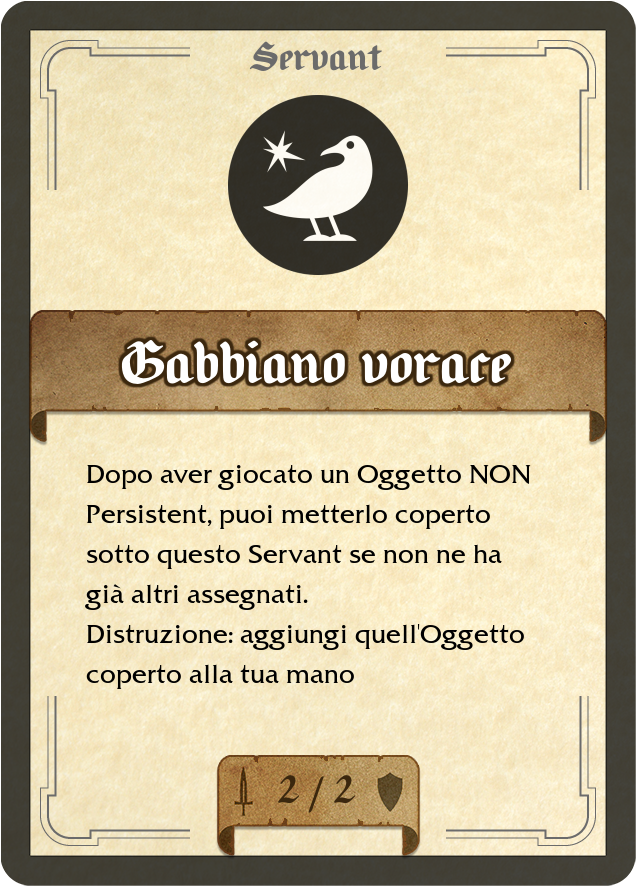 Servant
Gabbiano vorace
Dopo aver giocato un Oggetto NON
Persistent, puoi metterlo coperto
sotto questo Servant se non ne ha
già altri assegnati.
Distruzione: aggiungi quell'Oggetto
coperto alla tua mano
2 / 2